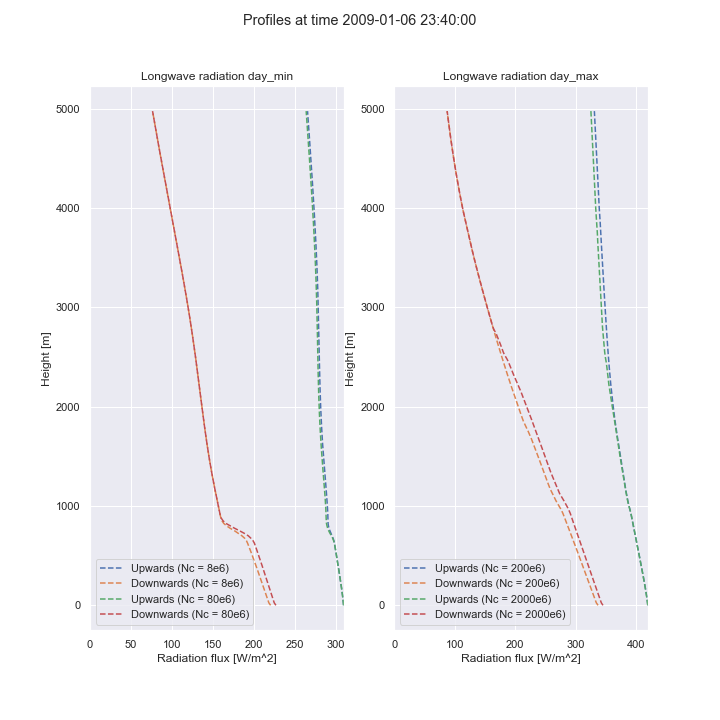 Profiles at time 2009-01-06 23:40:00
Longwave radiation day_min
Height [m]
5000
4000
3000
2000
1000
0
Upwards (Nc = 8e6)
Downwards (Nc = 8e6)
Upwards (Nc = 80e6)
Downwards (Nc = 80e6)
0 50 100 150 200 250 300
Radiation flux [W/m^2]
Longwave radiation day_max
Height [m]
5000
4000
3000
2000
1000
0
Upwards (Nc = 200e6)
Downwards (Nc = 200e6)
Upwards (Nc = 2000e6)
Downwards (Nc = 2000e6)
0 100 200 300 400
Radiation flux [W/m^2]